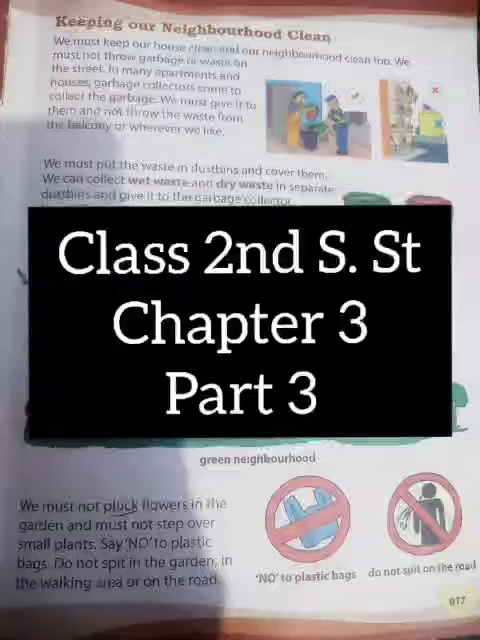 Keeping our Neighbourhood Clean
We must keep our house clean and our neighbourhood clean too. We
must not throw garbage or waste on
the street. In many apartments and
houses, garbage collectors come to
collect the garbage. We must give it to
them and not throw the waste from
the balcony or wherever we like.
We must put the waste in dustbins and cover them.
We can collect wet waste and dry waste in separate
dustbins and give it to the garbage collector
Class 2nd S. St
Chapter 3
Part 3
green neighbourhood
We must not pluck flowers in the
garden and must not step over
small plants. Say 'NO' to plastic
bags. Do not spit in the garden, in
the walking area or on the road.
'NO' to plastic bags
do not spit on the road
017